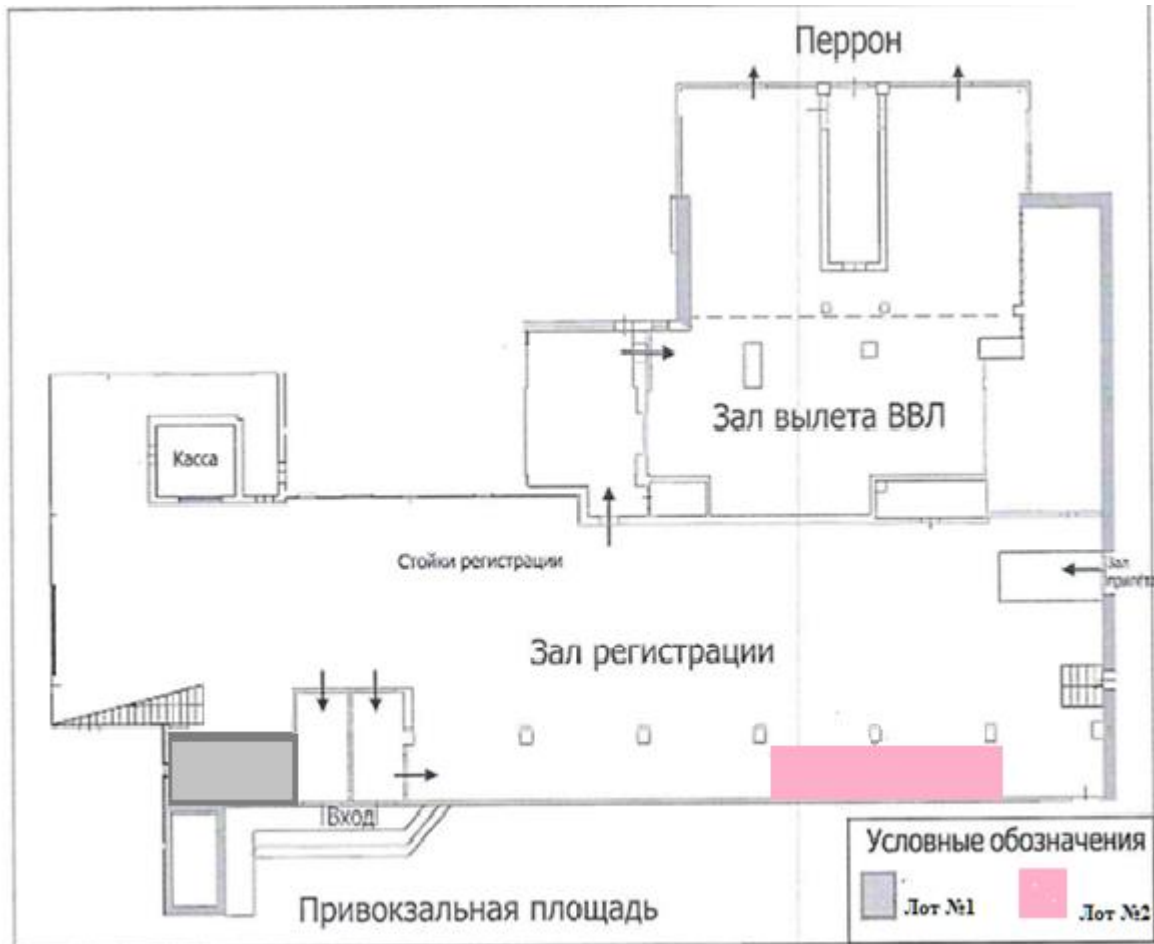 Перрон
Зал вылета ВВЛ
Касса
Стойки регистрации
Зал
прилёта
Зал регистрации
Вход
Привокзальная площадь
Условные обозначения
Лот №1
Лот №2